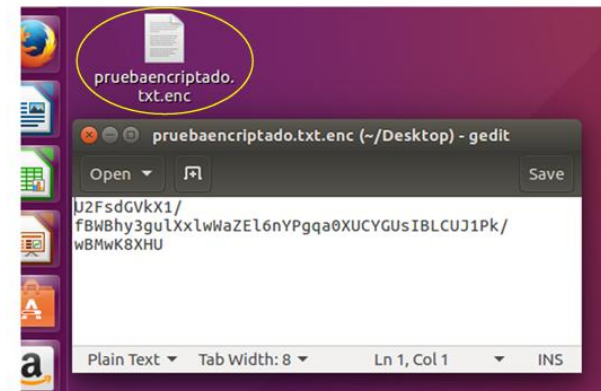 pruebaencriptado.
txt.enc
pruebaencriptado.txt.enc (~/Desktop) - gedit
Open
Save
U2FsdGVkX1/
fBWBhy3gulXxlwWaZEl6nYPgqa0XUCYGUsIBLCUJ1Pk/
wBMwK8XHU
Plain Text Tab Width: 8 Ln 1, Col 1 INS
a